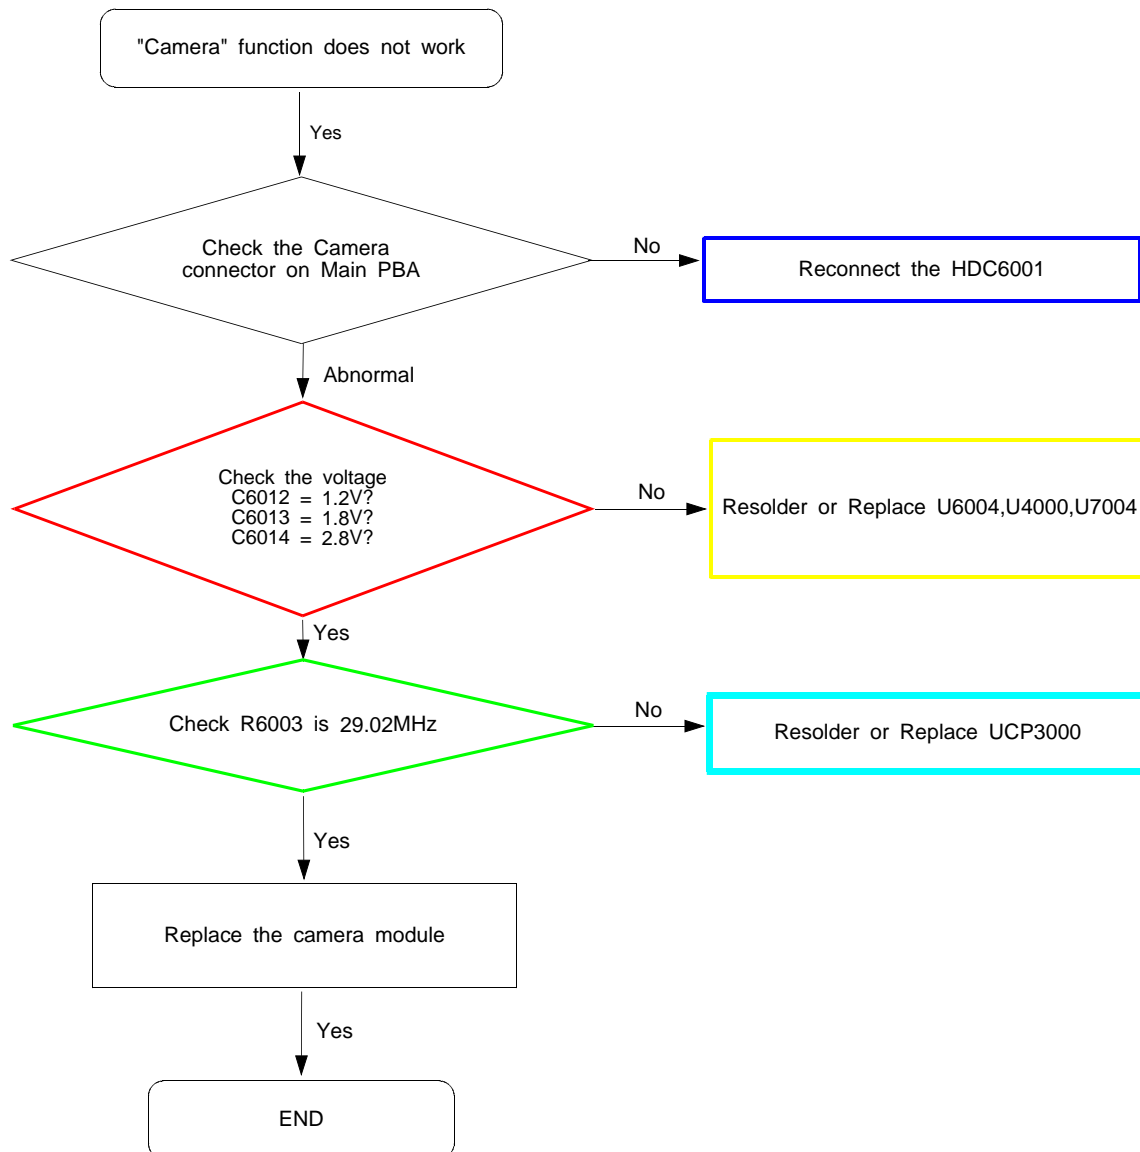 "Camera" function does not work
Yes
Check the Camera
connector on Main PBA
No
Reconnect the HDC6001
Abnormal
Check the voltage
C6012 = 1.2V?
C6013 = 1.8V?
C6014 = 2.8V?
No
Resolder or Replace U6004,U4000,U7004
Yes
Check R6003 is 29.02MHz
No
Resolder or Replace UCP3000
Yes
Replace the camera module
Yes
END